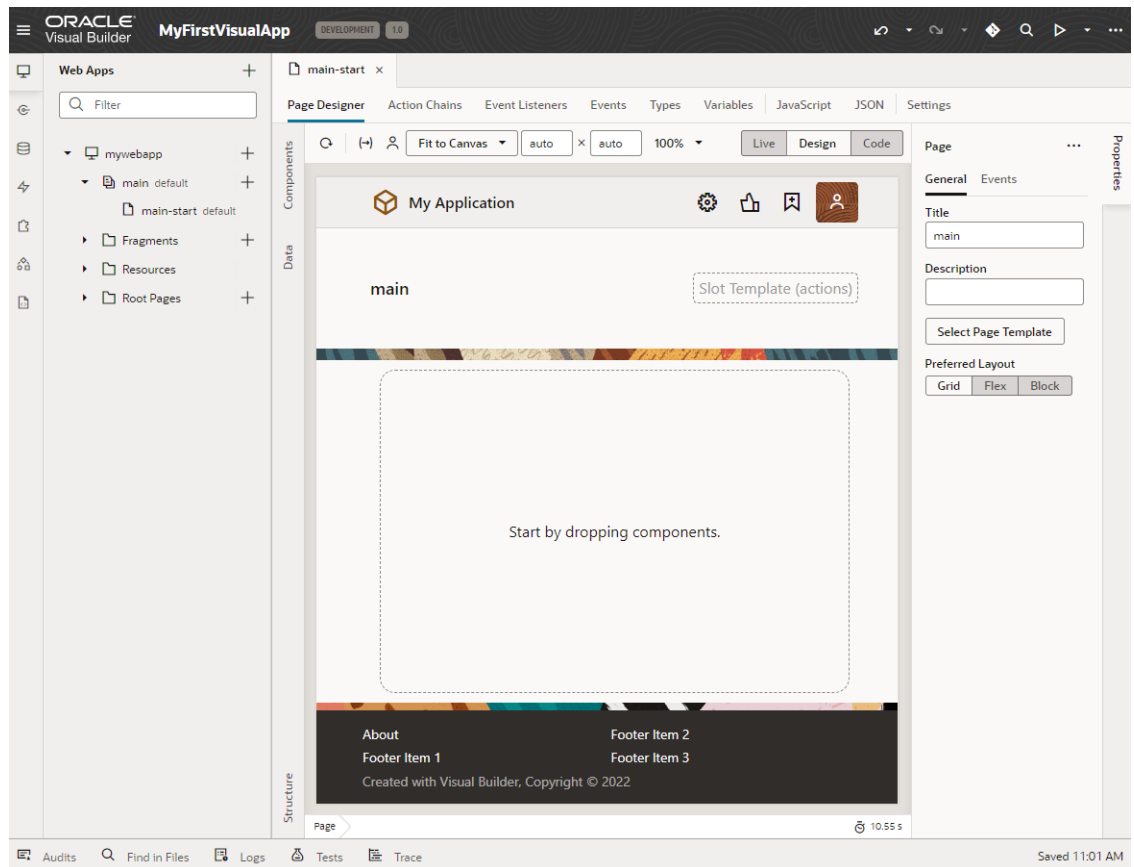 ORACLE
Visual Builder
MyFirstVisualApp
DEVELOPMENT
1.0
Web Apps
Filter
mywebapp
main default
main-start default
Fragments
Resources
Root Pages
main-start
Page Designer Action Chains Event Listeners Events Types Variables JavaScript JSON Settings
Components
Data
Structure
Fit to Canvas auto × auto 100% Live Design Code
My Application
main
Slot Template (actions)
Start by dropping components.
About Footer Item 2
Footer Item 1 Footer Item 3
Created with Visual Builder, Copyright © 2022
Page
10.55 s
Page
General Events
Title
main
Description
Select Page Template
Preferred Layout
Grid Flex Block
Properties
Audits Find in Files Logs Tests Trace
Saved 11:01 AM